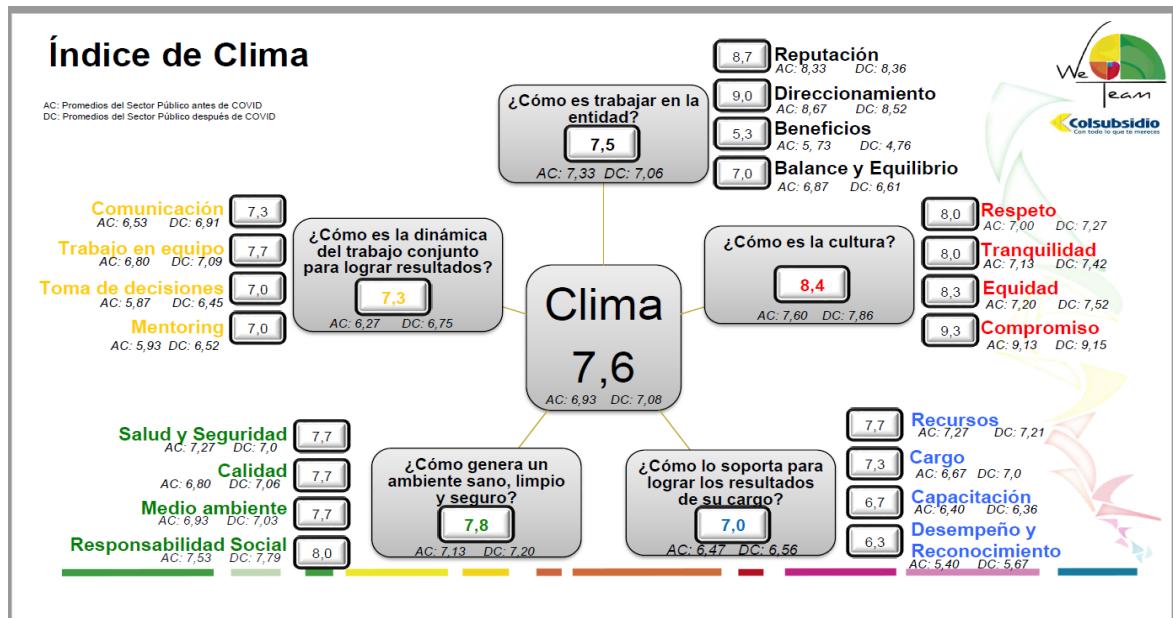 Índice de Clima
AC: Promedios del Sector Público antes de COVID
DC: Promedios del Sector Público después de COVID
We Team
Colsubsidio
Con todo lo que te mereces
¿Cómo es trabajar en la
entidad?
7,5
AC: 7,33 DC: 7,06
8,7 Reputación
AC: 8,33 DC: 8,36
9,0 Direccionamiento
AC: 8,67 DC: 8,52
5,3 Beneficios
AC: 5, 73 DC: 4,76
7,0 Balance y Equilibrio
AC: 6,87 DC: 6,61
Comunicación 7,3
AC: 6,53 DC: 6,91
Trabajo en equipo 7,7
AC: 6,80 DC: 7,09
Toma de decisiones 7,0
AC: 5,87 DC: 6,45
Mentoring 7,0
AC: 5,93 DC: 6,52
¿Cómo es la dinámica
del trabajo conjunto
para lograr resultados?
7,3
AC: 6,27 DC: 6,75
Clima
7,6
AC: 6,93 DC: 7,08
¿Cómo es la cultura?
8,4
AC: 7,60 DC: 7,86
8,0 Respeto
AC: 7,00 DC: 7,27
8,0 Tranquilidad
AC: 7,13 DC: 7,42
8,3 Equidad
AC: 7,20 DC: 7,52
9,3 Compromiso
AC: 9,13 DC: 9,15
Salud y Seguridad 7,7
AC: 7,27 DC: 7,0
Calidad 7,7
AC: 6,80 DC: 7,06
Medio ambiente 7,7
AC: 6,93 DC: 7,03
Responsabilidad Social 8,0
AC: 7,53 DC: 7,79
¿Cómo genera un
ambiente sano, limpio
y seguro?
7,8
AC: 7,13 DC: 7,20
¿Cómo lo soporta para
lograr los resultados
de su cargo?
7,0
AC: 6,47 DC: 6,56
7,7 Recursos
AC: 7,27 DC: 7,21
7,3 Cargo
AC: 6,67 DC: 7,0
6,7 Capacitación
AC: 6,40 DC: 6,36
6,3 Desempeño y
Reconocimiento
AC: 5,40 DC: 5,67